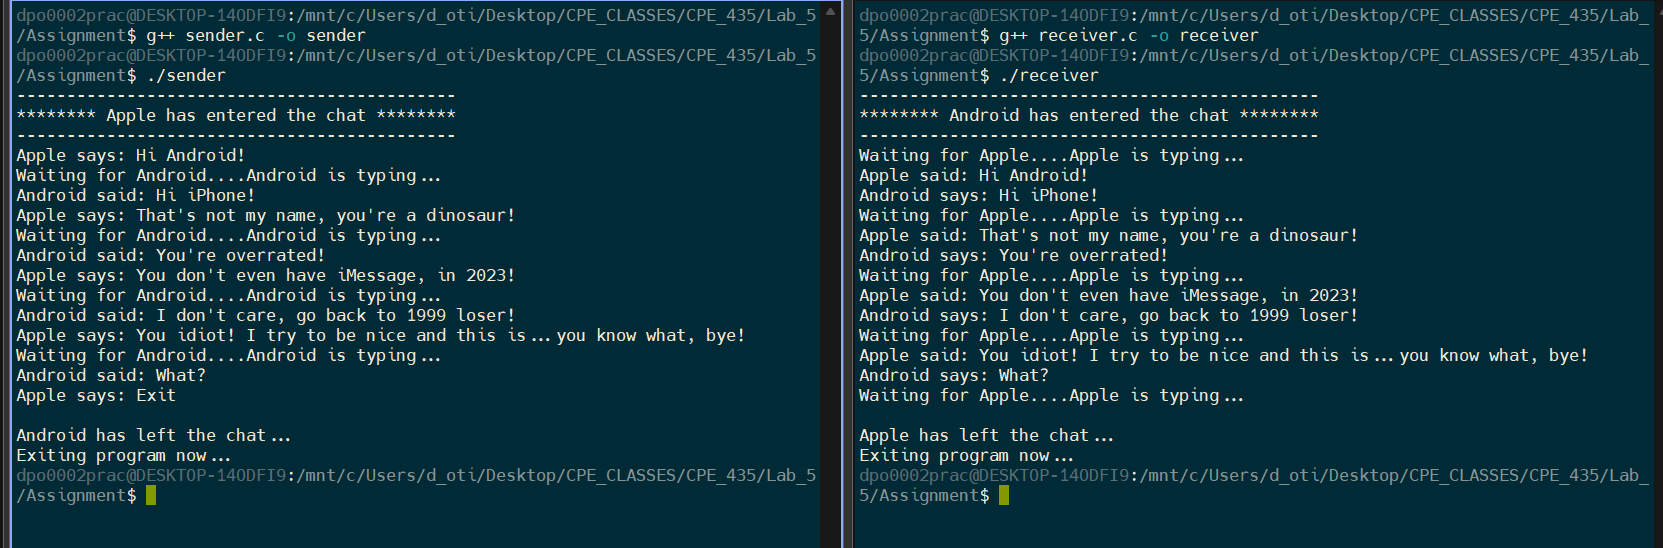 dpo0002prac@DESKTOP-14ODFI9:/mnt/c/Users/d_oti/Desktop/CPE_CLASSES/CPE_435/Lab_5
/Assignment$ g++ sender.c -o sender
dpo0002prac@DESKTOP-14ODFI9:/mnt/c/Users/d_oti/Desktop/CPE_CLASSES/CPE_435/Lab_5
/Assignment$ ./sender
--------------------------------------------
******** Apple has entered the chat ********
--------------------------------------------
Apple says: Hi Android!
Waiting for Android....Android is typing...
Android said: Hi iPhone!
Apple says: That's not my name, you're a dinosaur!
Waiting for Android....Android is typing...
Android said: You're overrated!
Apple says: You don't even have iMessage, in 2023!
Waiting for Android....Android is typing...
Android said: I don't care, go back to 1999 loser!
Apple says: You idiot! I try to be nice and this is...you know what, bye!
Waiting for Android....Android is typing...
Android said: What?
Apple says: Exit
Android has left the chat...
Exiting program now...
dpo0002prac@DESKTOP-14ODFI9:/mnt/c/Users/d_oti/Desktop/CPE_CLASSES/CPE_435/Lab_5
/Assignment$
dpo0002prac@DESKTOP-14ODFI9:/mnt/c/Users/d_oti/Desktop/CPE_CLASSES/CPE_435/Lab_
5/Assignment$ g++ receiver.c -o receiver
dpo0002prac@DESKTOP-14ODFI9:/mnt/c/Users/d_oti/Desktop/CPE_CLASSES/CPE_435/Lab_
5/Assignment$ ./receiver
----------------------------------------------
******** Android has entered the chat ********
----------------------------------------------
Waiting for Apple....Apple is typing...
Apple said: Hi Android!
Android says: Hi iPhone!
Waiting for Apple....Apple is typing...
Apple said: That's not my name, you're a dinosaur!
Android says: You're overrated!
Waiting for Apple....Apple is typing...
Apple said: You don't even have iMessage, in 2023!
Android says: I don't care, go back to 1999 loser!
Waiting for Apple....Apple is typing...
Apple said: You idiot! I try to be nice and this is...you know what, bye!
Android says: What?
Waiting for Apple....Apple is typing...
Apple has left the chat...
Exiting program now...
dpo0002prac@DESKTOP-14ODFI9:/mnt/c/Users/d_oti/Desktop/CPE_CLASSES/CPE_435/Lab_
5/Assignment$